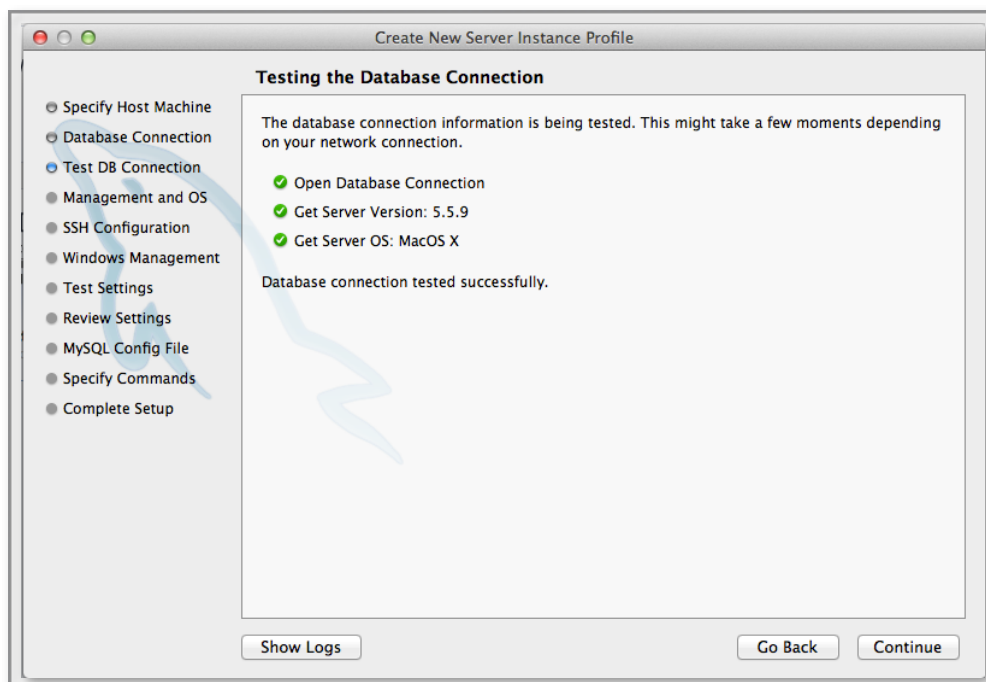 Create New Server Instance Profile
Testing the Database Connection
Specify Host Machine
Database Connection
Test DB Connection
Management and OS
SSH Configuration
Windows Management
Test Settings
Review Settings
MySQL Config File
Specify Commands
Complete Setup
The database connection information is being tested. This might take a few moments depending
on your network connection.
Open Database Connection
Get Server Version: 5.5.9
Get Server OS: MacOS X
Database connection tested successfully.
Show Logs
Go Back
Continue